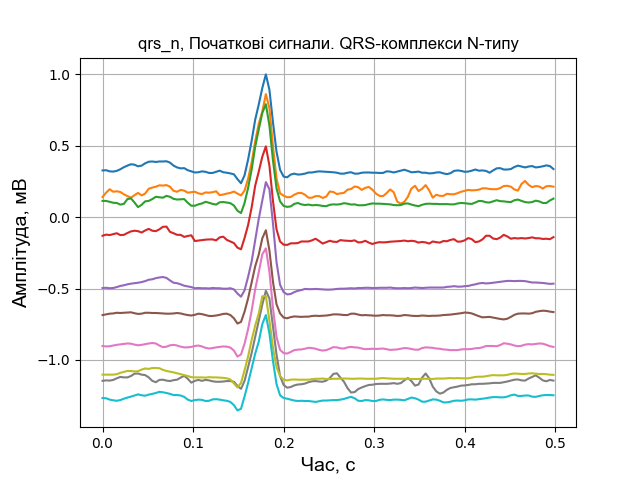 qrs_n, Початкові сигнали. QRS-комплекси N-типу
Амплітуда, мВ
1.0
0.5
0.0
−0.5
−1.0
0.0 0.1 0.2 0.3 0.4 0.5
Час, с